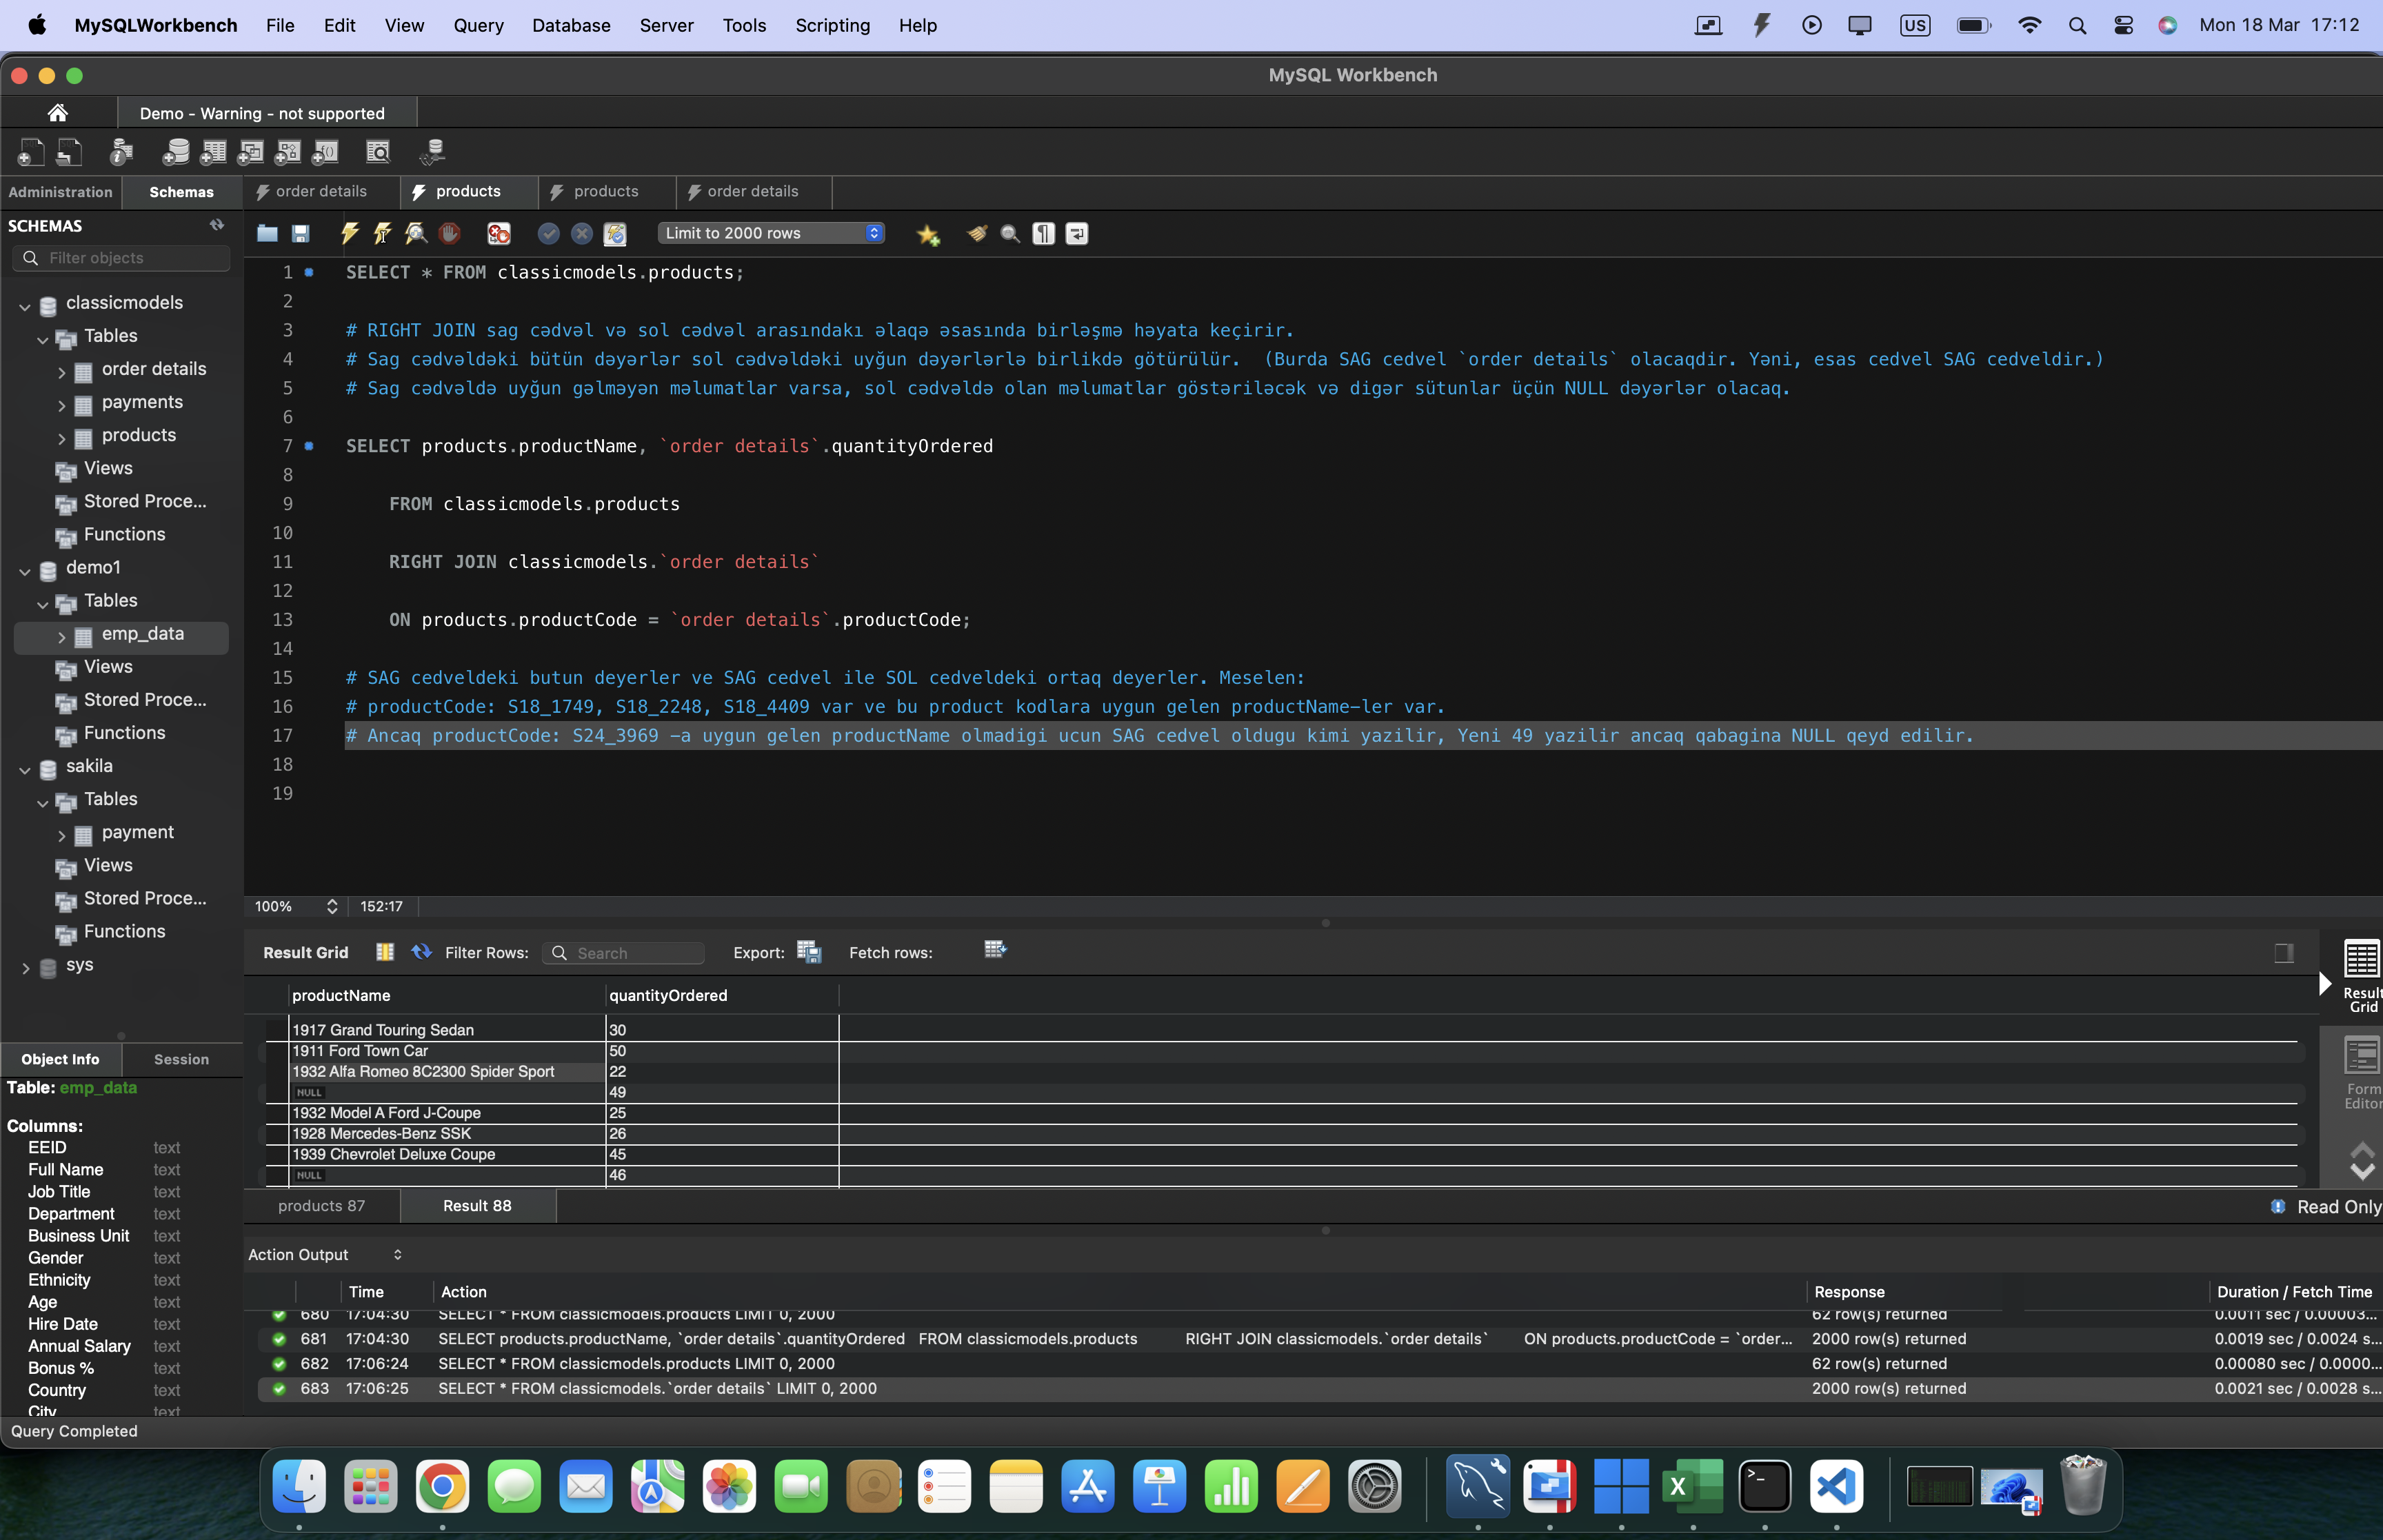 MySQLWorkbench File Edit View Query Database Server Tools Scripting Help US Mon 18 Mar 17:12
MySQL Workbench
Demo - Warning - not supported
Administration Schemas order details products products order details
SCHEMAS
Limit to 2000 rows
Filter objects
classicmodels
Tables
order details
payments
products
Views
Stored Proce...
Functions
demo1
Tables
emp_data
Views
Stored Proce...
Functions
sakila
Tables
payment
Views
Stored Proce...
Functions
sys
1 SELECT * FROM classicmodels.products;
2
3 # RIGHT JOIN sag cədvəl və sol cədvəl arasındakı əlaqə əsasında birləşmə həyata keçirir.
4 # Sag cədvəldəki bütün dəyərlər sol cədvəldəki uyğun dəyərlərlə birlikdə götürülür.  (Burda SAG cedvel `order details` olacaqdir. Yəni, esas cedvel SAG cedveldir.)
5 # Sag cədvəldə uyğun gəlməyən məlumatlar varsa, sol cədvəldə olan məlumatlar göstəriləcək və digər sütunlar üçün NULL dəyərlər olacaq.
6
7 SELECT products.productName, `order details`.quantityOrdered
8
9 FROM classicmodels.products
10
11 RIGHT JOIN classicmodels.`order details`
12
13 ON products.productCode = `order details`.productCode;
14
15 # SAG cedveldeki butun deyerler ve SAG cedvel ile SOL cedveldeki ortaq deyerler. Meselen:
16 # productCode: S18_1749, S18_2248, S18_4409 var ve bu product kodlara uygun gelen productName-ler var.
17 # Ancaq productCode: S24_3969 -a uygun gelen productName olmadigi ucun SAG cedvel oldugu kimi yazilir, Yeni 49 yazilir ancaq qabagina NULL qeyd edilir.
18
19
100% 152:17
Result Grid Filter Rows: Search Export: Fetch rows:
productName quantityOrdered
1917 Grand Touring Sedan 30
1911 Ford Town Car 50
1932 Alfa Romeo 8C2300 Spider Sport 22
NULL 49
1932 Model A Ford J-Coupe 25
1928 Mercedes-Benz SSK 26
1939 Chevrolet Deluxe Coupe 45
NULL 46
Result
Grid
Form
Editor
products 87 Result 88 Read Only
Object Info Session
Table: emp_data
Columns:
EEID text
Full Name text
Job Title text
Department text
Business Unit text
Gender text
Ethnicity text
Age text
Hire Date text
Annual Salary text
Bonus % text
Country text
City text
Action Output
Time Action Response Duration / Fetch Time
680 17:04:30 SELECT * FROM classicmodels.products LIMIT 0, 2000 62 row(s) returned 0.0011 sec / 0.00003...
681 17:04:30 SELECT products.productName, `order details`.quantityOrdered FROM classicmodels.products RIGHT JOIN classicmodels.`order details` ON products.productCode = `order... 2000 row(s) returned 0.0019 sec / 0.0024 s...
682 17:06:24 SELECT * FROM classicmodels.products LIMIT 0, 2000 62 row(s) returned 0.00080 sec / 0.0000...
683 17:06:25 SELECT * FROM classicmodels.`order details` LIMIT 0, 2000 2000 row(s) returned 0.0021 sec / 0.0028 s...
Query Completed